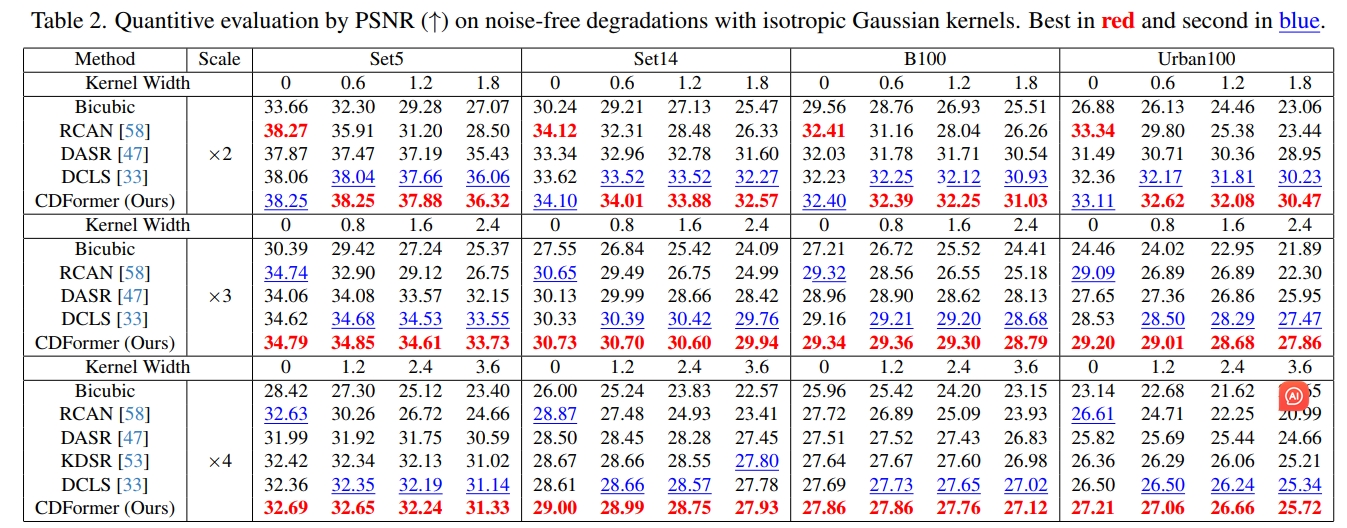 Table 2. Quantitive evaluation by PSNR (↑) on noise-free degradations with isotropic Gaussian kernels. Best in red and second in blue.
Method Scale Set5 Set14 B100 Urban100
Kernel Width 0 0.6 1.2 1.8 0 0.6 1.2 1.8 0 0.6 1.2 1.8 0 0.6 1.2 1.8
Bicubic 33.66 32.30 29.28 27.07 30.24 29.21 27.13 25.47 29.56 28.76 26.93 25.51 26.88 26.13 24.46 23.06
RCAN [58] 38.27 35.91 31.20 28.50 34.12 32.31 28.48 26.33 32.41 31.16 28.04 26.26 33.34 29.80 25.38 23.44
DASR [47] ×2 37.87 37.47 37.19 35.43 33.34 32.96 32.78 31.60 32.03 31.78 31.71 30.54 31.49 30.71 30.36 28.95
DCLS [33] 38.06 38.04 37.66 36.06 33.62 33.52 33.52 32.27 32.23 32.25 32.12 30.93 32.36 32.17 31.81 30.23
CDFormer (Ours) 38.25 38.25 37.88 36.32 34.10 34.01 33.88 32.57 32.40 32.39 32.25 31.03 33.11 32.62 32.08 30.47
Kernel Width 0 0.8 1.6 2.4 0 0.8 1.6 2.4 0 0.8 1.6 2.4 0 0.8 1.6 2.4
Bicubic 30.39 29.42 27.24 25.37 27.55 26.84 25.42 24.09 27.21 26.72 25.52 24.41 24.46 24.02 22.95 21.89
RCAN [58] 34.74 32.90 29.12 26.75 30.65 29.49 26.75 24.99 29.32 28.56 26.55 25.18 29.09 26.89 26.89 22.30
DASR [47] ×3 34.06 34.08 33.57 32.15 30.13 29.99 28.66 28.42 28.96 28.90 28.62 28.13 27.65 27.36 26.86 25.95
DCLS [33] 34.62 34.68 34.53 33.55 30.33 30.39 30.42 29.76 29.16 29.21 29.20 28.68 28.53 28.50 28.29 27.47
CDFormer (Ours) 34.79 34.85 34.61 33.73 30.73 30.70 30.60 29.94 29.34 29.36 29.30 28.79 29.20 29.01 28.68 27.86
Kernel Width 0 1.2 2.4 3.6 0 1.2 2.4 3.6 0 1.2 2.4 3.6 0 1.2 2.4 3.6
Bicubic 28.42 27.30 25.12 23.40 26.00 25.24 23.83 22.57 25.96 25.42 24.20 23.15 23.14 22.68 21.62
RCAN [58] 32.63 30.26 26.72 24.66 28.87 27.48 24.93 23.41 27.72 26.89 25.09 23.93 26.61 24.71 22.25 20.99
DASR [47] 31.99 31.92 31.75 30.59 28.50 28.45 28.28 27.45 27.51 27.52 27.43 26.83 25.82 25.69 25.44 24.66
KDSR [53] ×4 32.42 32.34 32.13 31.02 28.67 28.66 28.55 27.80 27.64 27.67 27.60 26.98 26.36 26.29 26.06 25.21
DCLS [33] 32.36 32.35 32.19 31.14 28.61 28.66 28.57 27.78 27.69 27.73 27.65 27.02 26.50 26.50 26.24 25.34
CDFormer (Ours) 32.69 32.65 32.24 31.33 29.00 28.99 28.75 27.93 27.86 27.86 27.76 27.12 27.21 27.06 26.66 25.72
AI